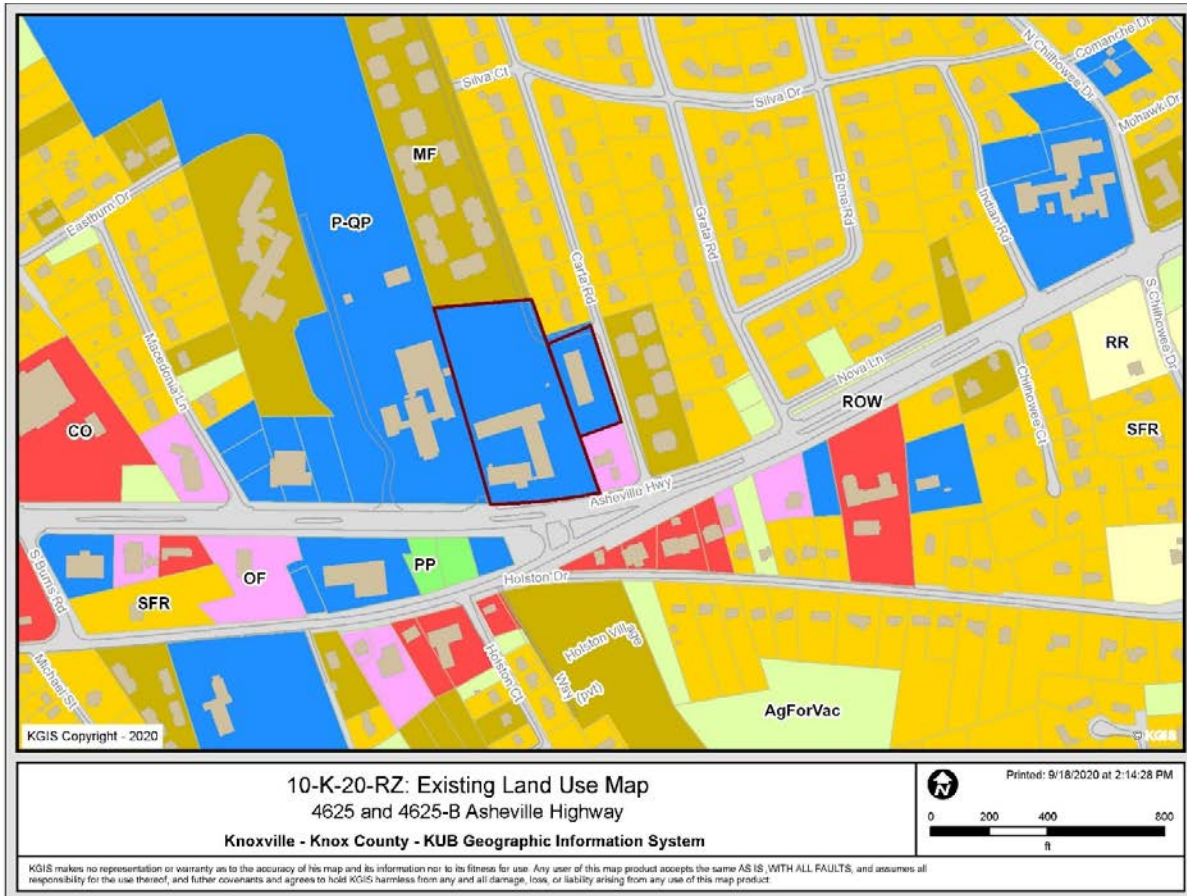 N Chilhowee Dr
Comanche Dr
Silva Ct
Silva Dr
Mohawk Dr
MF
Eastburn Dr
Bona Rd
Indian Rd
P-QP
Grata Rd
Carta Rd
S Chilhowee Dr
Macedonia Ln
Nova Ln
RR
CO
ROW
Chilhowee Ct
SFR
Asheville Hwy
S Burns Rd
OF
PP
Holston Dr
SFR
Holston Village
Way (pvt)
Holston Ct
Michael St
AgForVac
KGIS Copyright - 2020
© KGIS
10-K-20-RZ: Existing Land Use Map
4625 and 4625-B Asheville Highway
Knoxville - Knox County - KUB Geographic Information System
N
Printed: 9/18/2020 at 2:14:28 PM
0 200 400 800
ft
KGIS makes no representation or warranty as to the accuracy of his map and its information nor to its fitness for use. Any user of this map product accepts the same AS IS ,WITH ALL FAULTS, and assumes all
responsibility for the use thereof, and futher covenants and agrees to hold KGIS harmless from any and all damage, loss, or liability arising from any use of this map product.